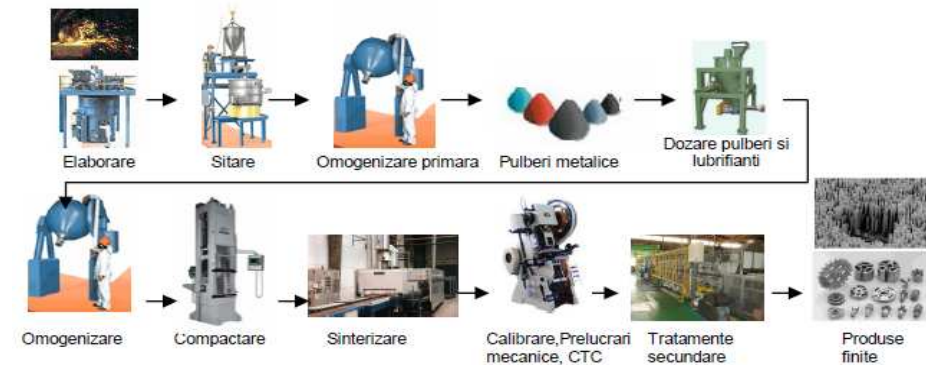 Elaborare
Sitare
Omogenizare primara
Pulberi metalice
Dozare pulberi si
lubrifianti
Omogenizare
Compactare
Sinterizare
Calibrare,Prelucrari
mecanice, CTC
Tratamente
secundare
Produse
finite